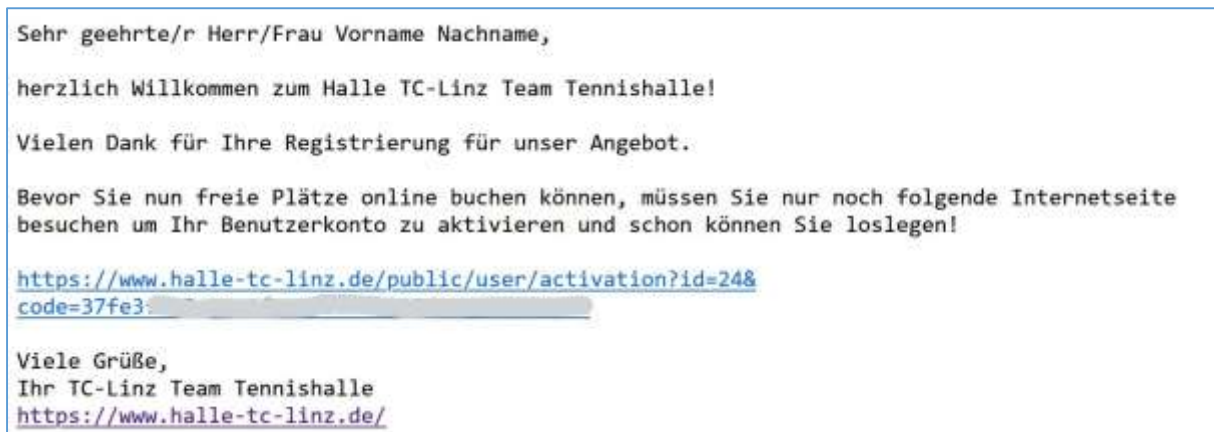 Sehr geehrte/r Herr/Frau Vorname Nachname,
herzlich Willkommen zum Halle TC-Linz Team Tennishalle!
Vielen Dank für Ihre Registrierung für unser Angebot.
Bevor Sie nun freie Plätze online buchen können, müssen Sie nur noch folgende Internetseite
besuchen um Ihr Benutzerkonto zu aktivieren und schon können Sie loslegen!
https://www.halle-tc-linz.de/public/user/activation?id=24&
code=37fe3
Viele Grüße,
Ihr TC-Linz Team Tennishalle
https://www.halle-tc-linz.de/